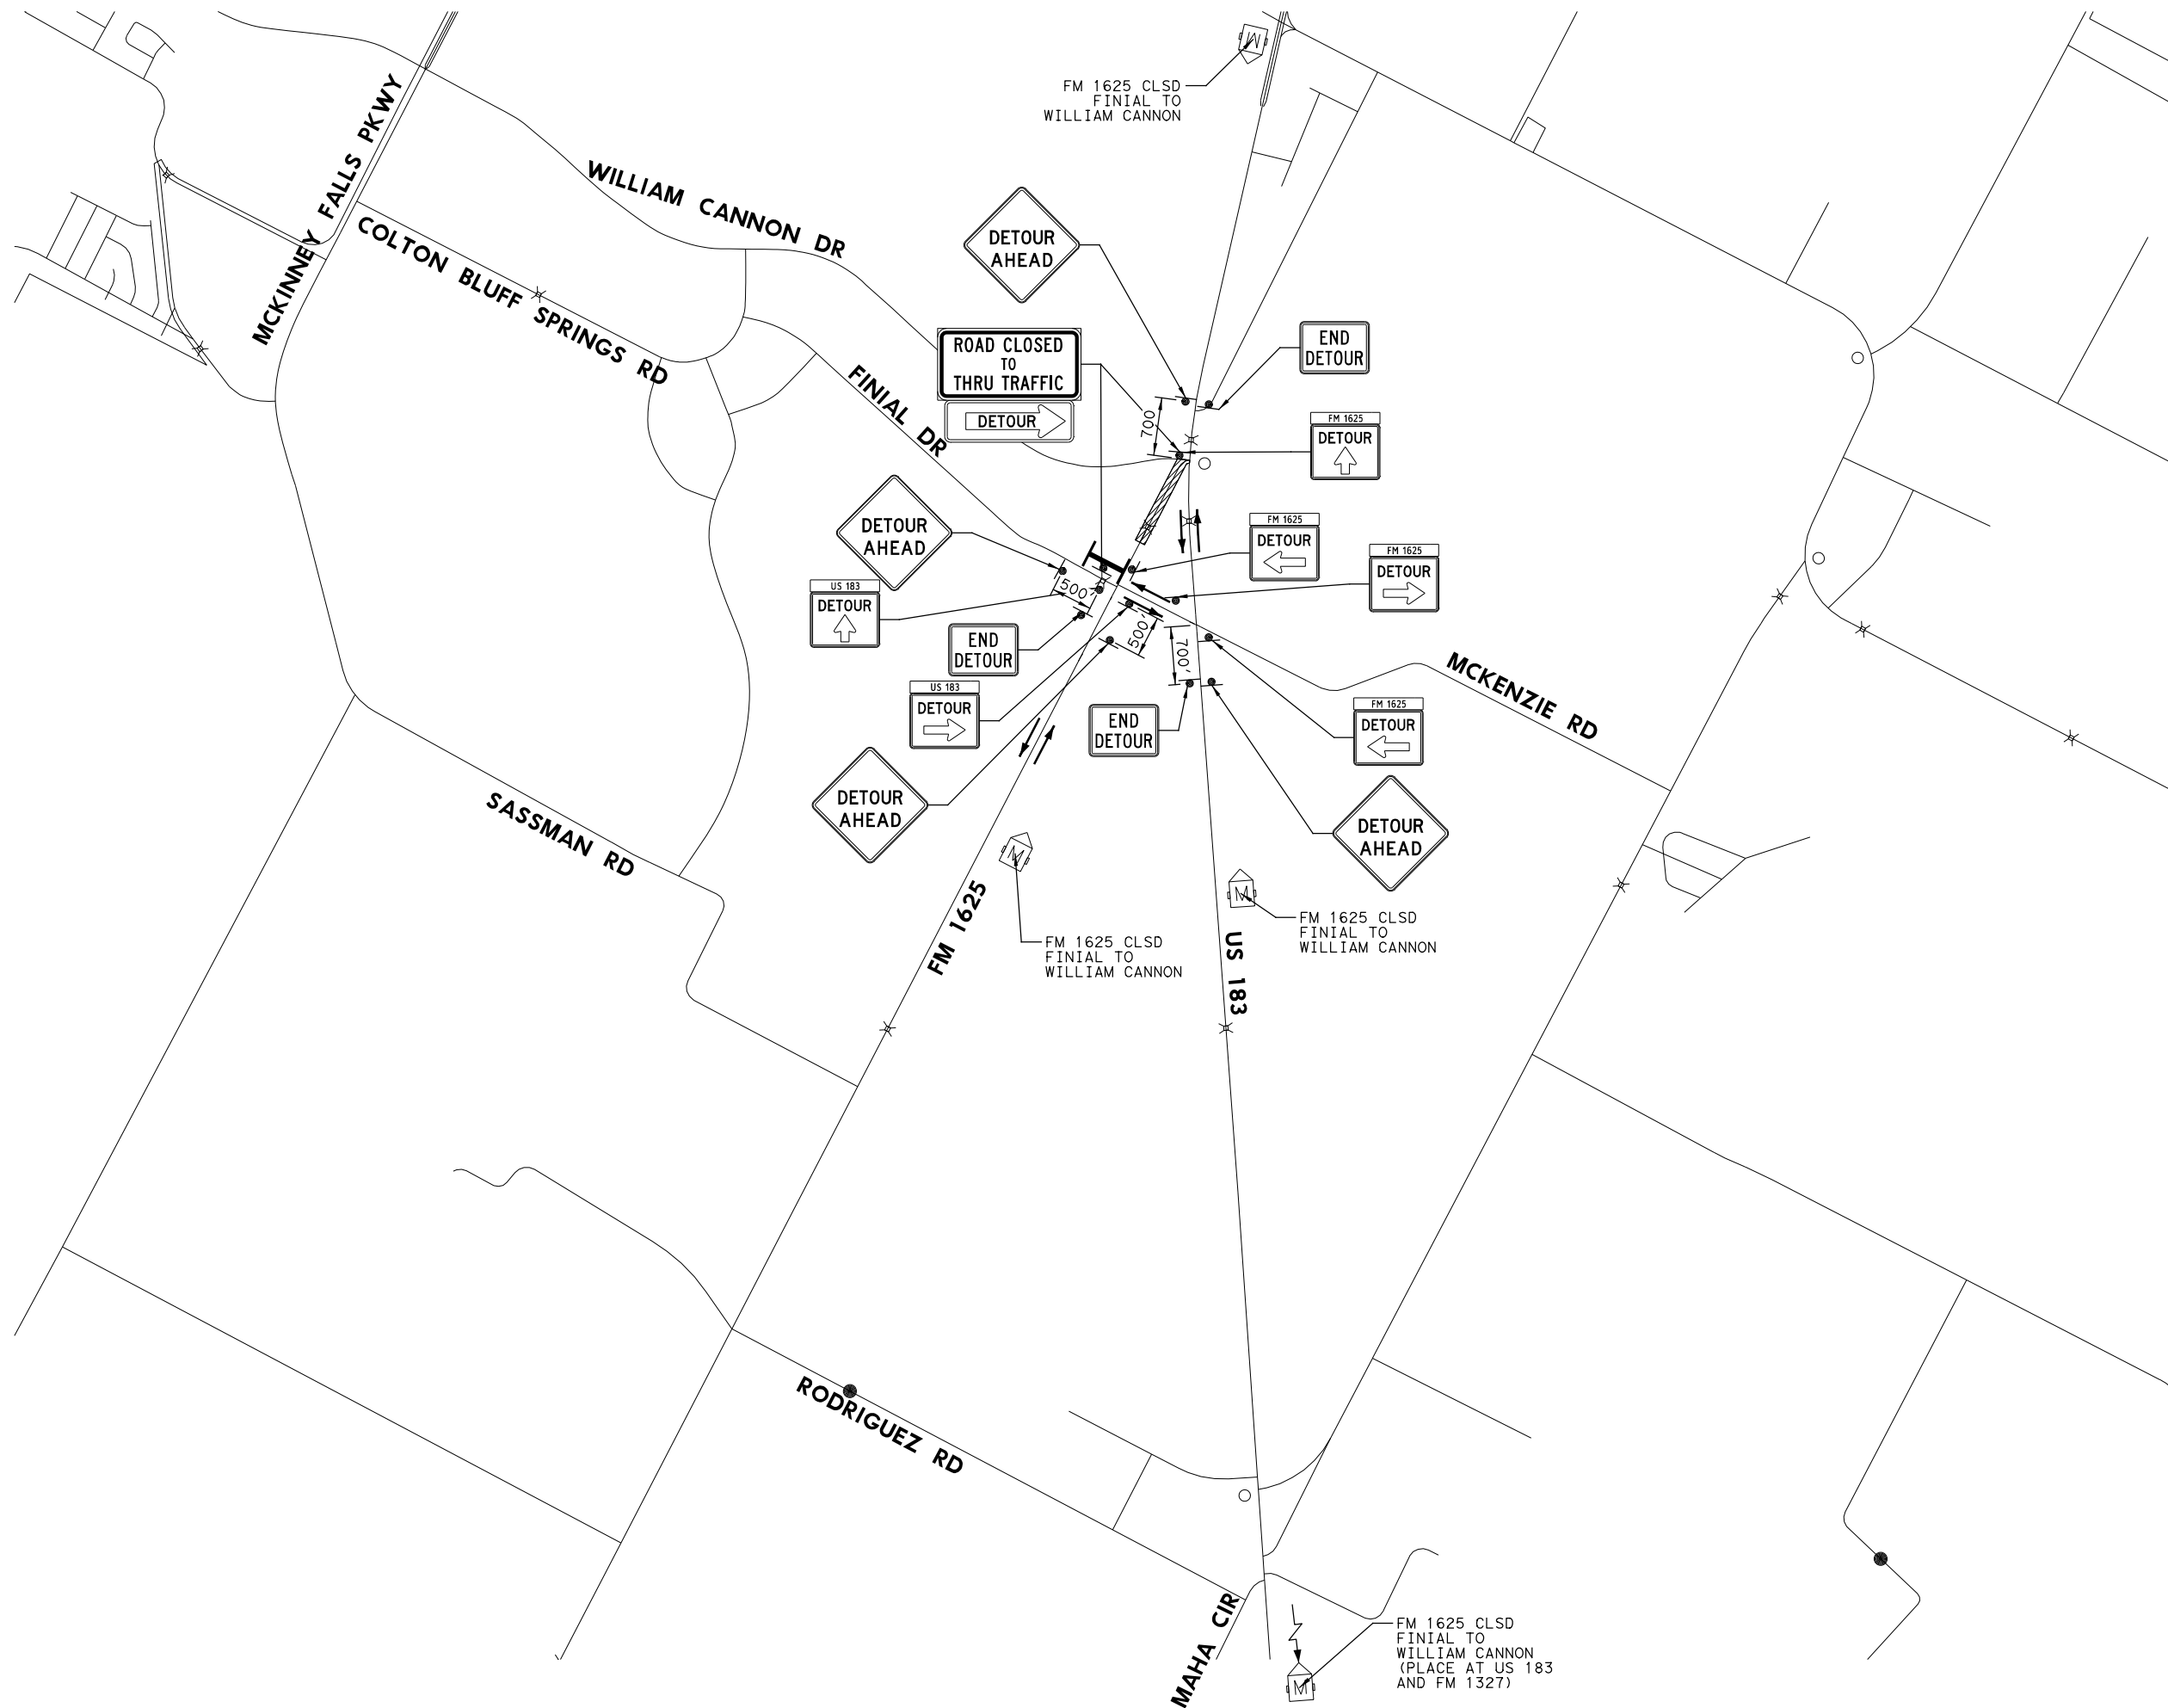 FM 1625 CLSD
FINIAL TO
WILLIAM CANNON
MCKINNEY FALLS PKWY
WILLIAM CANNON DR
COLTON BLUFF SPRINGS RD
M
DETOUR
AHEAD
ROAD CLOSED
TO
THRU TRAFFIC
DETOUR
END
DETOUR
FINIAL DR
700
FM 1625
DETOUR
DETOUR
AHEAD
FM 1625
DETOUR
FM 1625
DETOUR
US 183
DETOUR
500'
END
DETOUR
500'
700'
MCKENZIE RD
US 183
DETOUR
END
DETOUR
FM 1625
DETOUR
DETOUR
AHEAD
DETOUR
AHEAD
SASSMAN RD
M
M
FM 1625
FM 1625 CLSD
FINIAL TO
WILLIAM CANNON
US 183
FM 1625 CLSD
FINIAL TO
WILLIAM CANNON
RODRIGUEZ RD
MAHA CIR
FM 1625 CLSD
FINIAL TO
WILLIAM CANNON
(PLACE AT US 183
AND FM 1327)
M